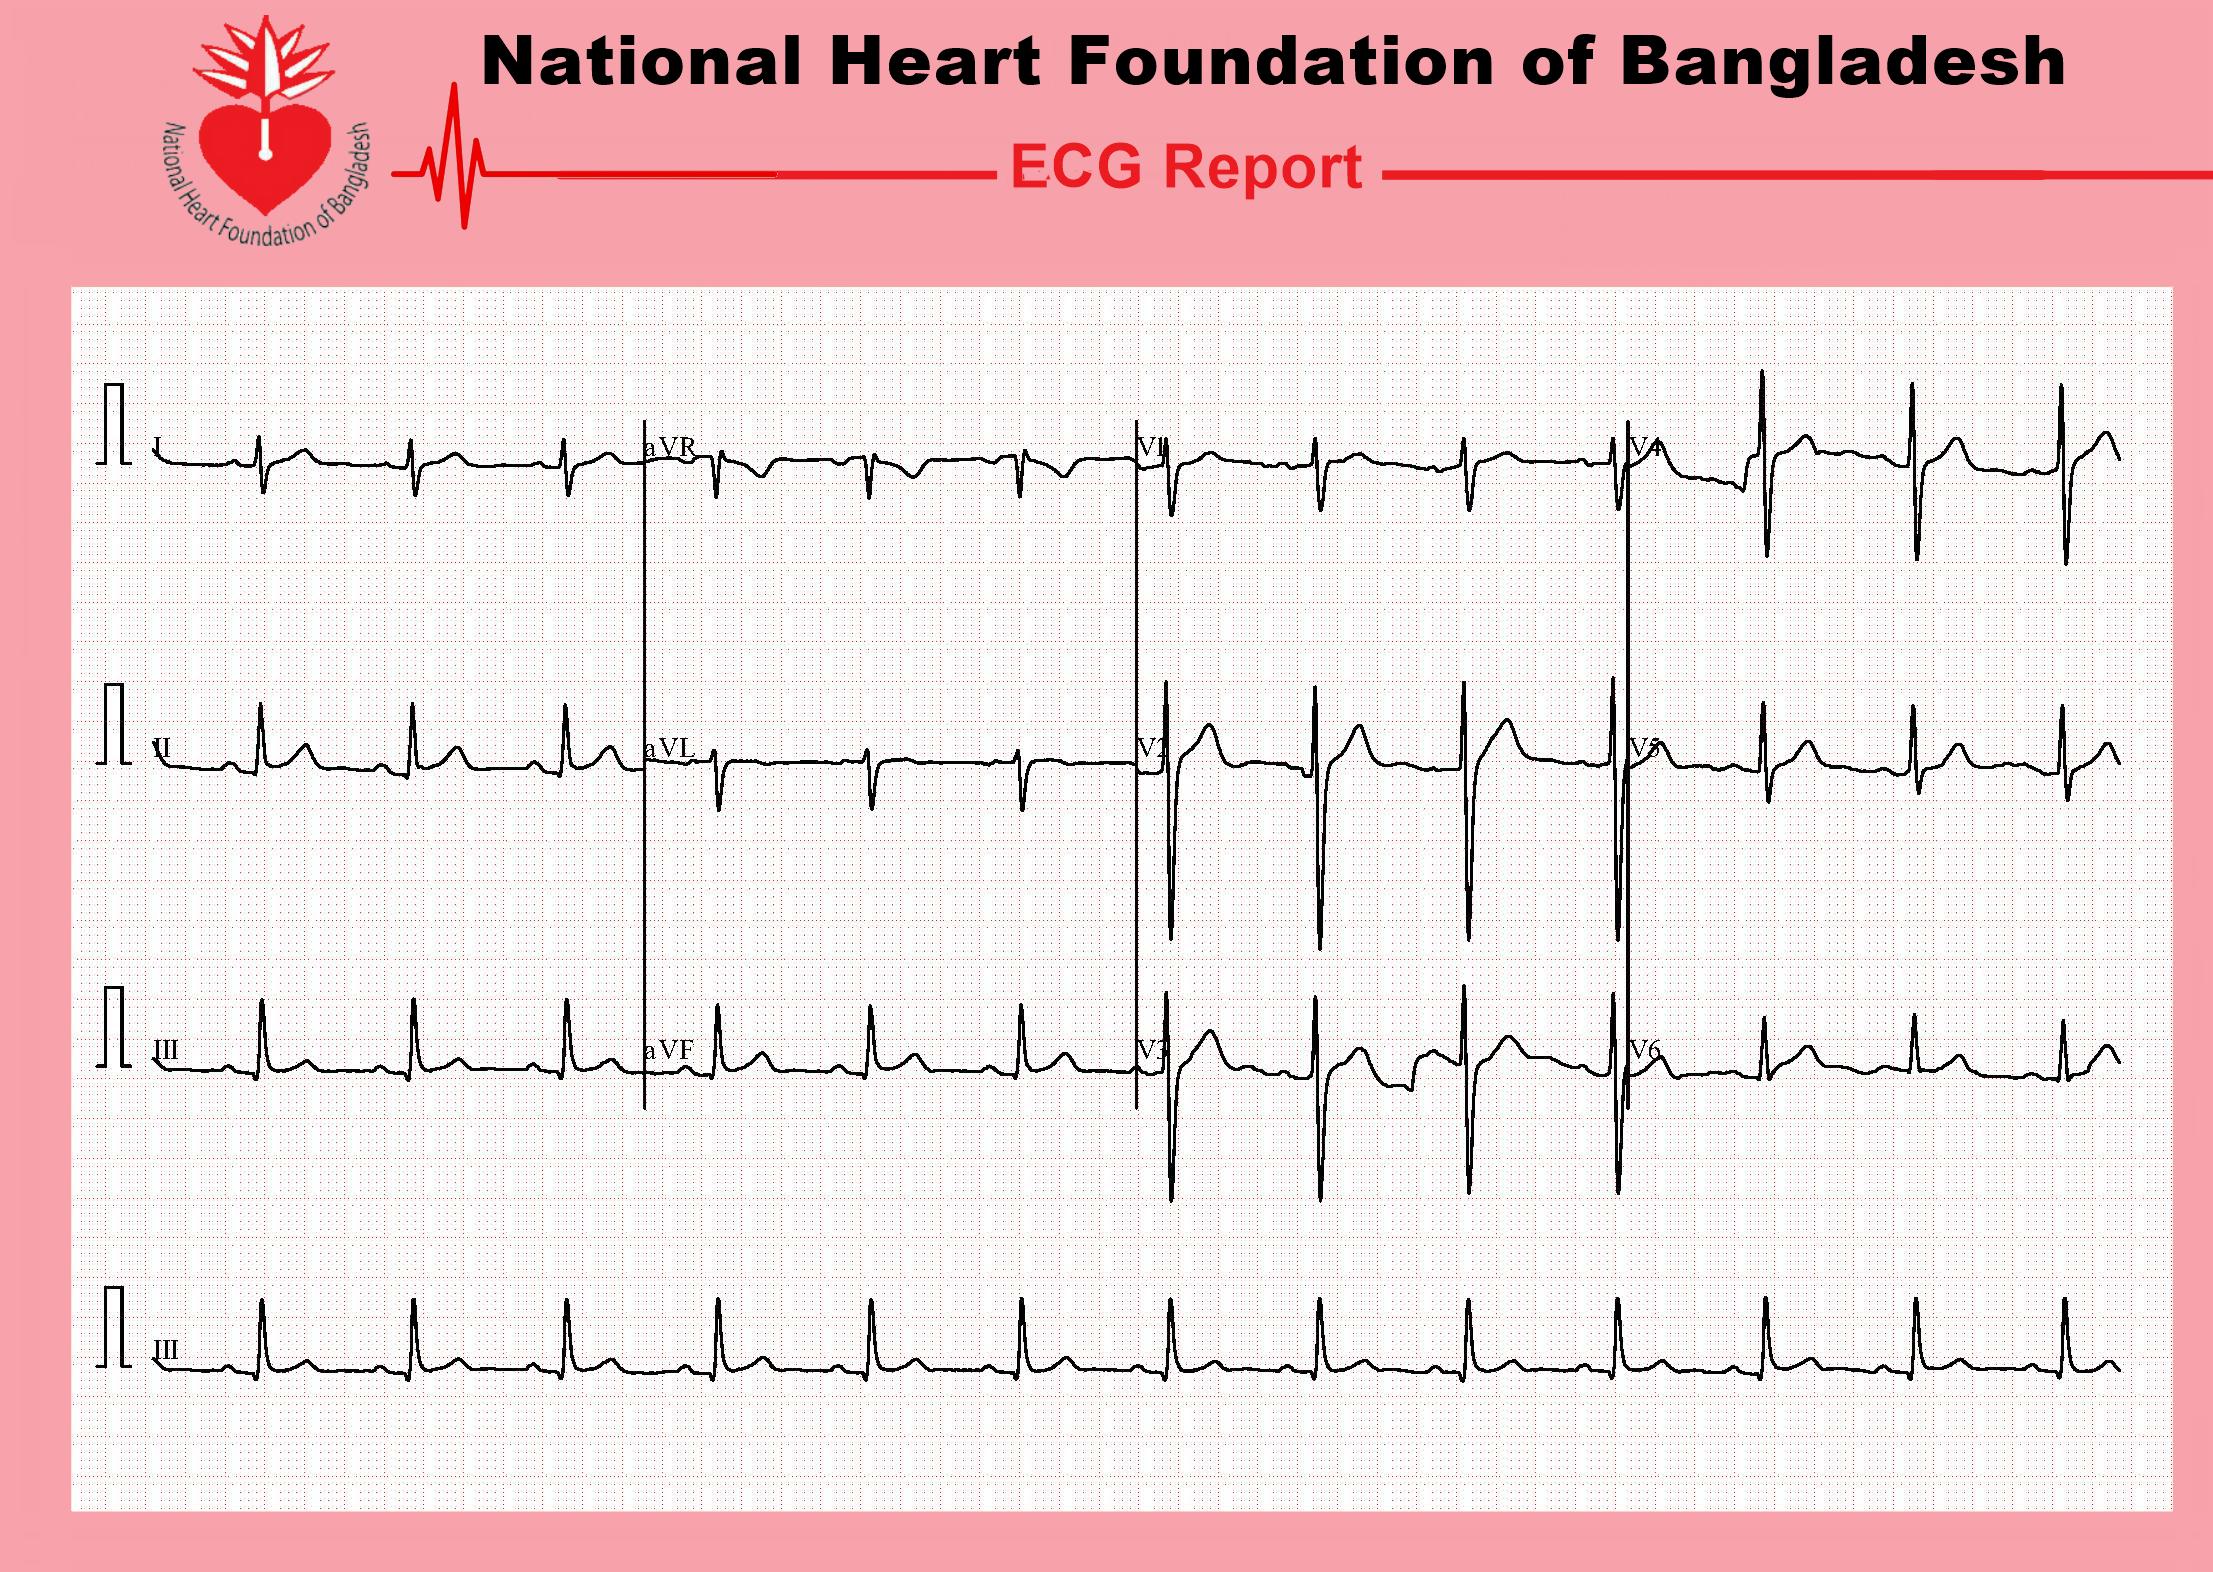 National Heart Foundation of Bangladesh
National Heart Foundation of Bangladesh
ECG Report
I
aVR
V1
V4
II
aVL
V2
V5
III
aVF
V3
V6
III